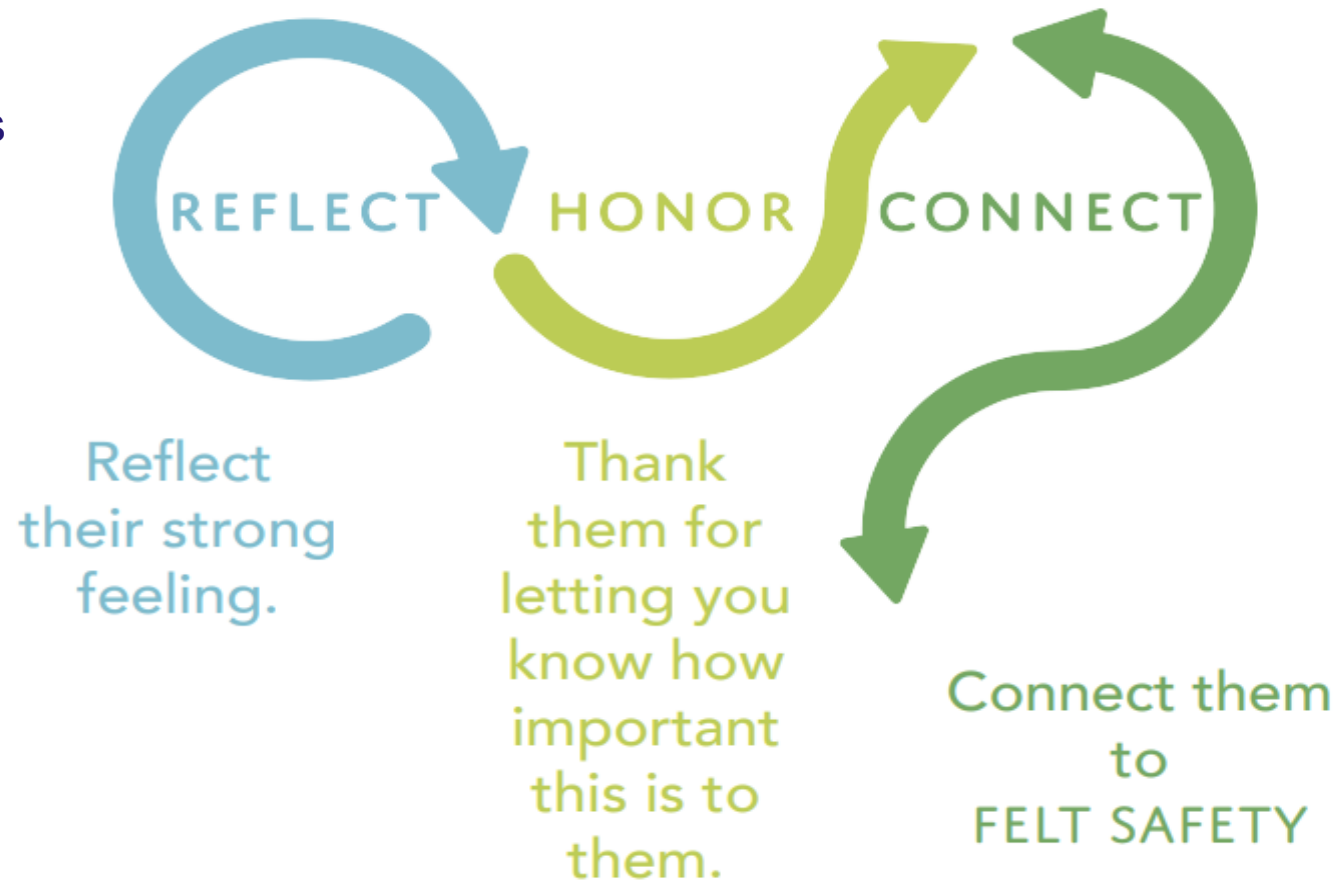 s
REFLECT
HONOR
CONNECT
Reflect
their strong
feeling.
Thank
them for
letting you
know how
important
this is to
them.
Connect them
to
FELT SAFETY